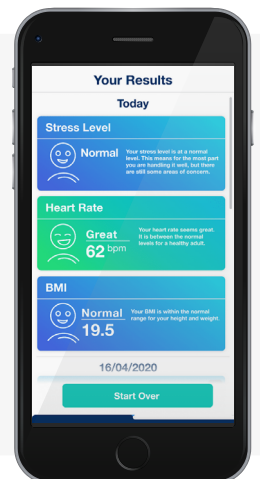 Your Results
Today
Stress Level
Normal
Your stress level is at a normal
level. This means for the most part
you are handling it well, but there
are still some areas of concern.
Heart Rate
Great
62 bpm
Your heart rate seems great.
It is between the normal
levels for a healthy adult.
BMI
Normal
19.5
Your BMI is within the normal
range for your height and weight.
16/04/2020
Start Over